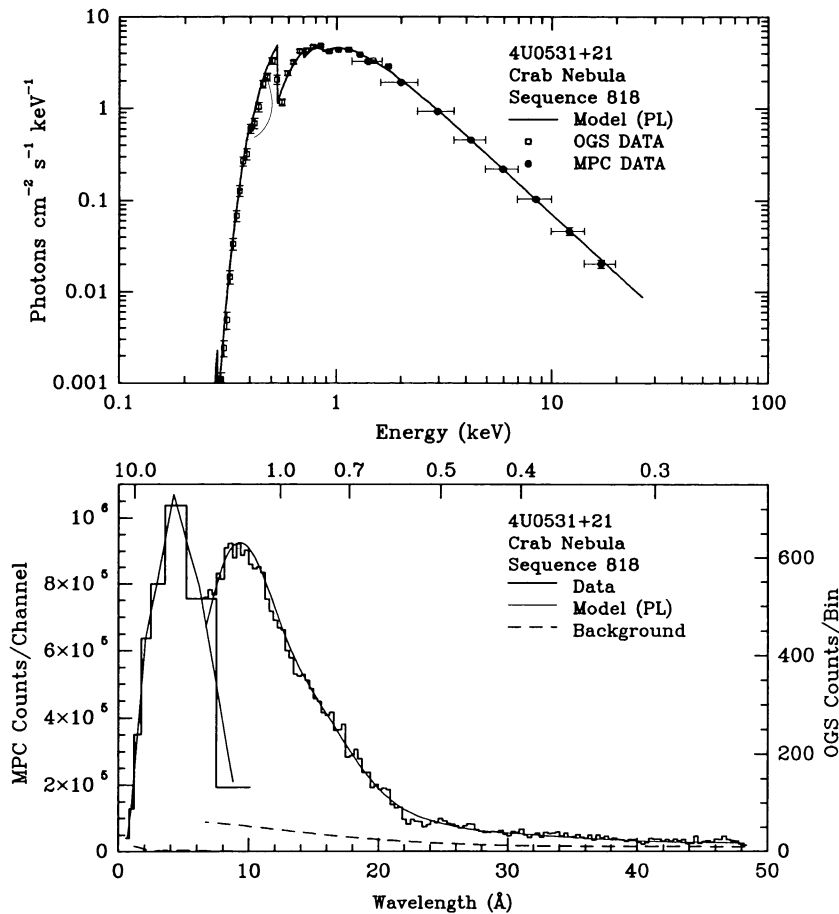 10
1
0.1
0.01
0.001
Photons cm⁻² s⁻¹ keV⁻¹
4U0531+21
Crab Nebula
Sequence 818
Model (PL)
OGS DATA
MPC DATA
0.1 1 10 100
Energy (keV)
10.0 1.0 0.7 0.5 0.4 0.3
10⁶
8×10⁵
6×10⁵
4×10⁵
2×10⁵
0
MPC Counts/Channel
4U0531+21
Crab Nebula
Sequence 818
Data
Model (PL)
Background
600
400
200
0
OGS Counts/Bin
0 10 20 30 40 50
Wavelength (Å)